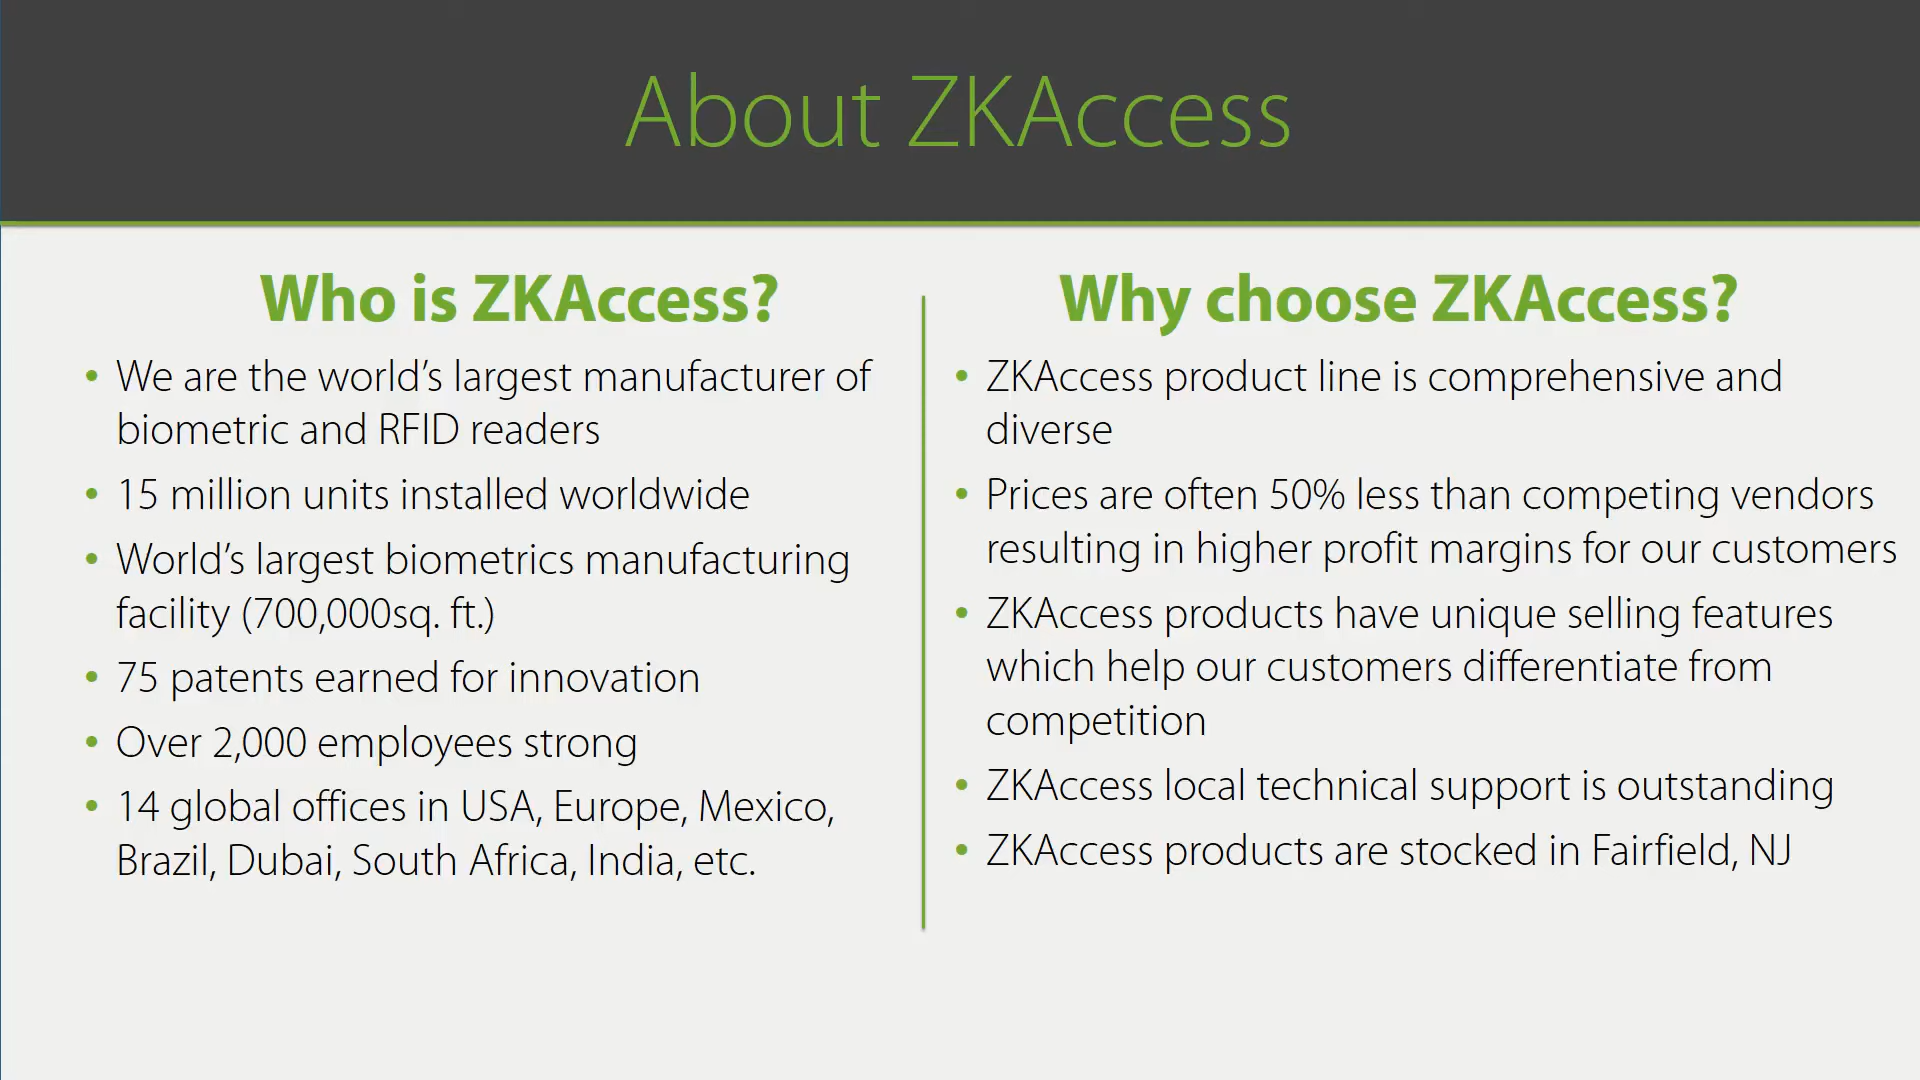 About ZKAccess
Who is ZKAccess?
• We are the world’s largest manufacturer of
biometric and RFID readers
• 15 million units installed worldwide
• World’s largest biometrics manufacturing
facility (700,000sq. ft.)
• 75 patents earned for innovation
• Over 2,000 employees strong
• 14 global offices in USA, Europe, Mexico,
Brazil, Dubai, South Africa, India, etc.
Why choose ZKAccess?
• ZKAccess product line is comprehensive and
diverse
• Prices are often 50% less than competing vendors
resulting in higher profit margins for our customers
• ZKAccess products have unique selling features
which help our customers differentiate from
competition
• ZKAccess local technical support is outstanding
• ZKAccess products are stocked in Fairfield, NJ